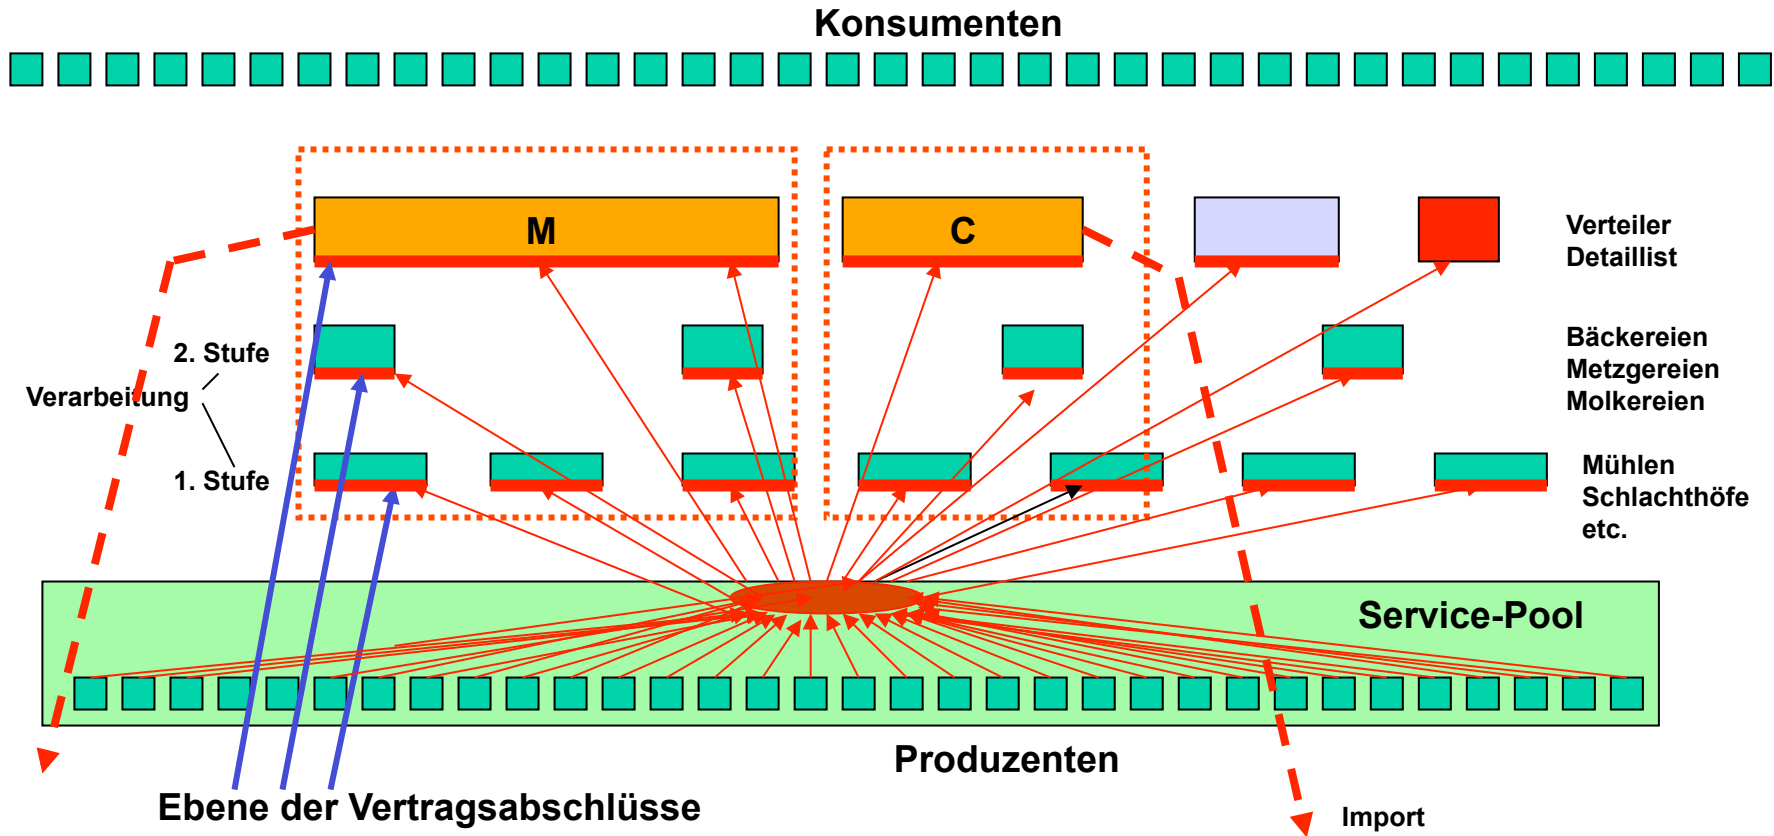 Konsumenten
M
C
Verteiler
Detaillist
2. Stufe
Verarbeitung
1. Stufe
Bäckereien
Metzgereien
Molkereien
Mühlen
Schlachthöfe
etc.
Service-Pool
Produzenten
Ebene der Vertragsabschlüsse
Import